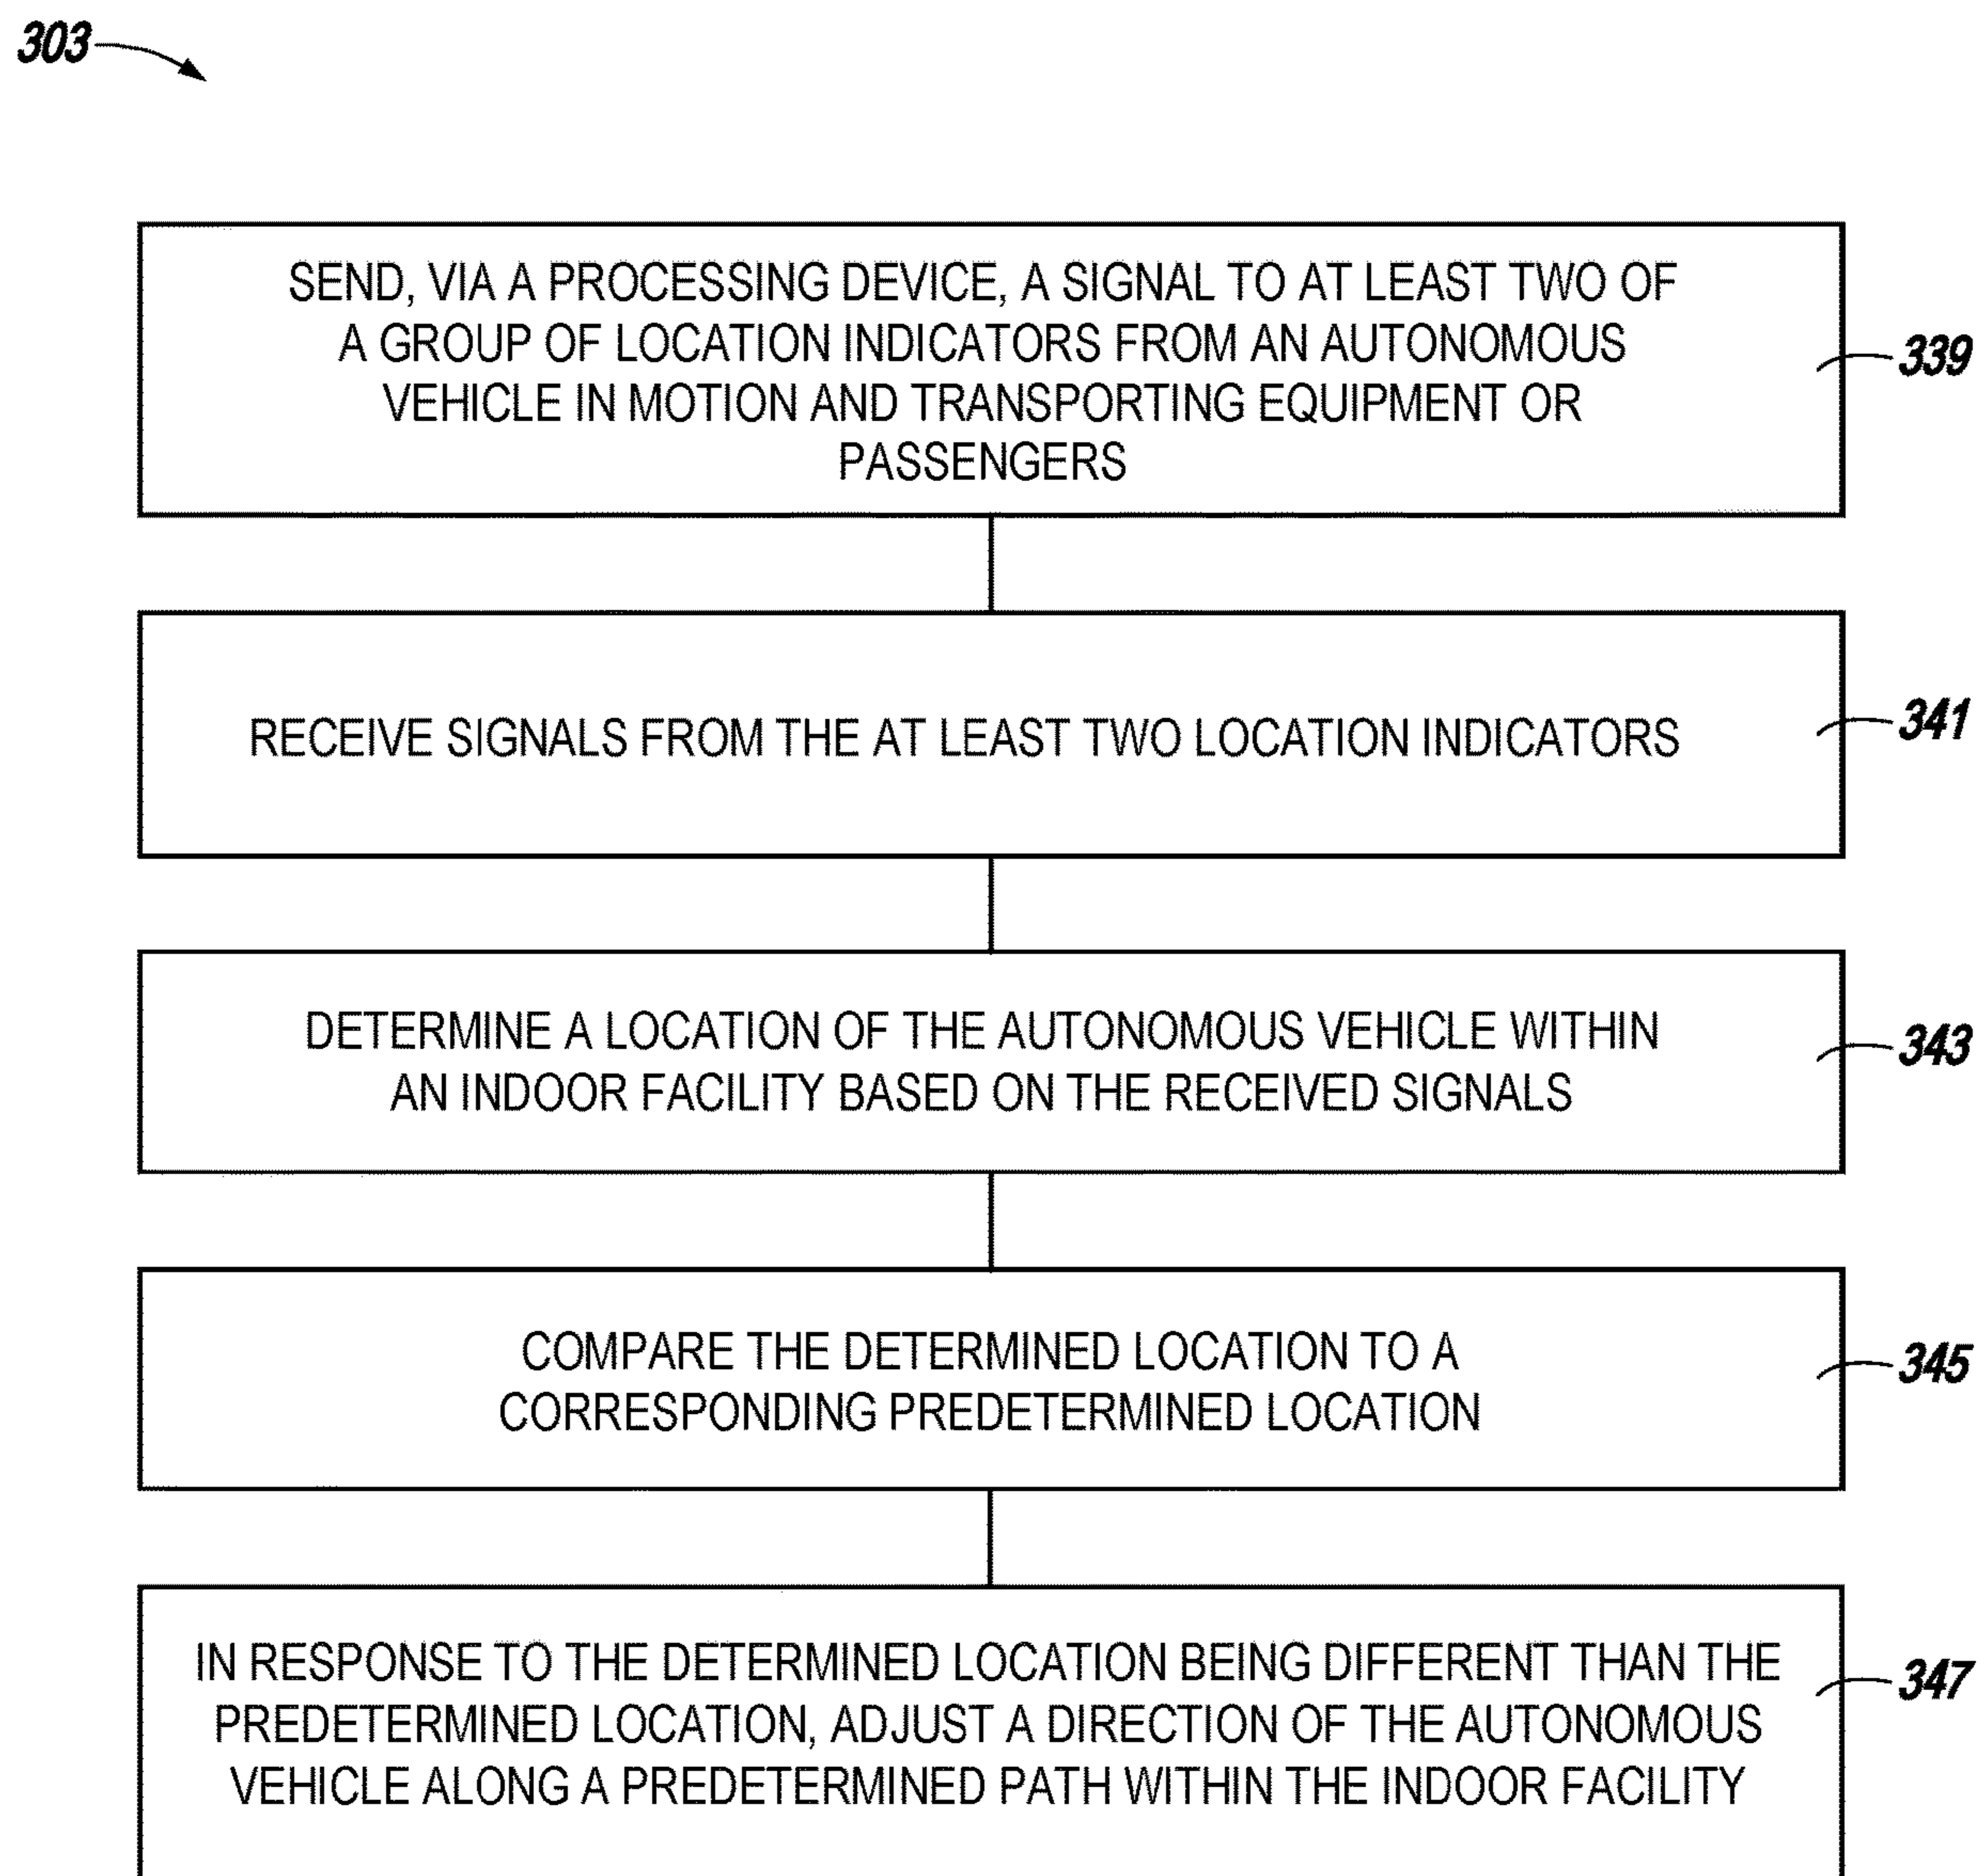 303
SEND, VIA A PROCESSING DEVICE, A SIGNAL TO AT LEAST TWO OF
A GROUP OF LOCATION INDICATORS FROM AN AUTONOMOUS
VEHICLE IN MOTION AND TRANSPORTING EQUIPMENT OR
PASSENGERS
339
RECEIVE SIGNALS FROM THE AT LEAST TWO LOCATION INDICATORS
341
DETERMINE A LOCATION OF THE AUTONOMOUS VEHICLE WITHIN
AN INDOOR FACILITY BASED ON THE RECEIVED SIGNALS
343
COMPARE THE DETERMINED LOCATION TO A
CORRESPONDING PREDETERMINED LOCATION
345
IN RESPONSE TO THE DETERMINED LOCATION BEING DIFFERENT THAN THE
PREDETERMINED LOCATION, ADJUST A DIRECTION OF THE AUTONOMOUS
VEHICLE ALONG A PREDETERMINED PATH WITHIN THE INDOOR FACILITY
347